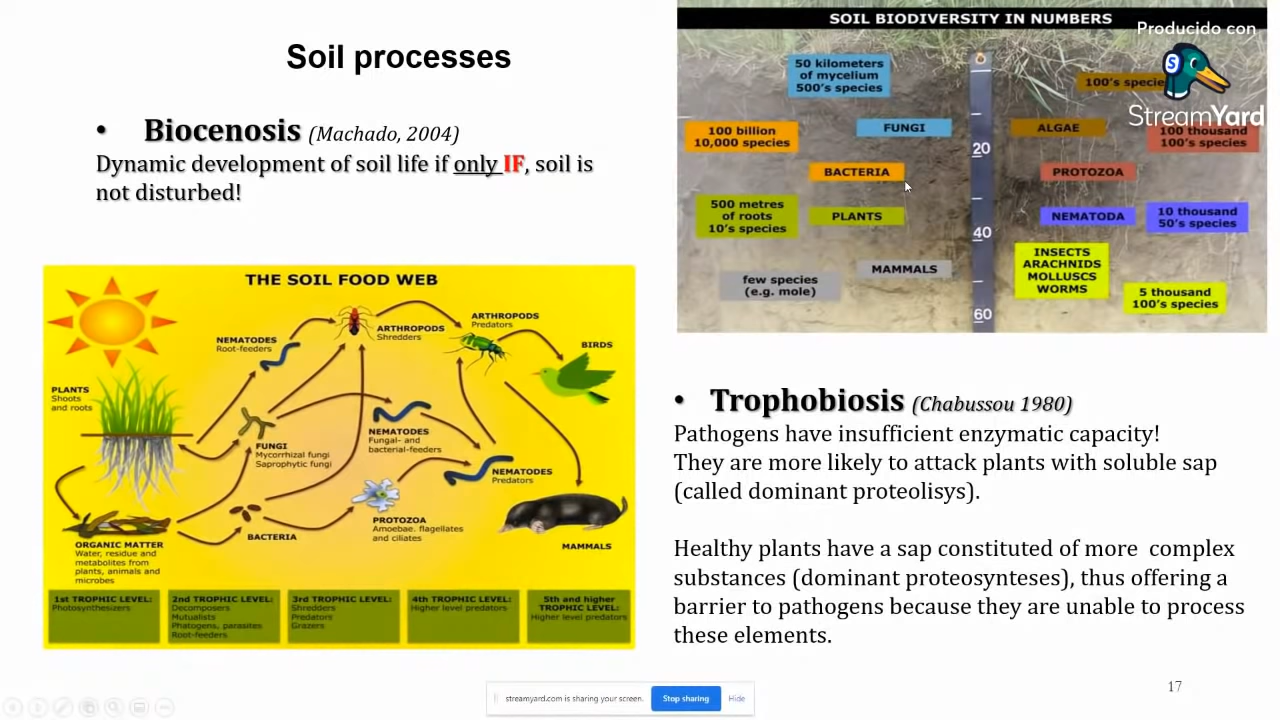 Soil processes
• Biocenosis (Machado, 2004)
Dynamic development of soil life if only IF, soil is
not disturbed!
SOIL BIODIVERSITY IN NUMBERS
Producido con
StreamYard
50 kilometers
of mycelium
500's species
100's specie
100 billion
10,000 species
FUNGI
ALGAE
100 thousand
100's species
20
BACTERIA
PROTOZOA
500 metres
of roots
10's species
PLANTS
NEMATODA
10 thousand
50's species
40
MAMMALS
few species
(e.g. mole)
INSECTS
ARACHNIDS
MOLLUSCS
WORMS
5 thousand
100's species
60
THE SOIL FOOD WEB
PLANTS
Shoots
and roots
NEMATODES
Root-feeders
ARTHROPODS
Shredders
ARTHROPODS
Predators
BIRDS
FUNGI
Mycorrhizal fungi
Saprophytic fungi
NEMATODES
Fungal- and
bacterial-feeders
NEMATODES
Predators
ORGANIC MATTER
Water, residue and
metabolites from
plants, animals and
microbes
BACTERIA
PROTOZOA
Amoebae, flagellates
and ciliates
MAMMALS
1st TROPHIC LEVEL:
Photosynthesizers
2nd TROPHIC LEVEL:
Decomposers
Mutualists
Phatogens, parasites
Root-feeders
3rd TROPHIC LEVEL:
Shredders
Predators
Grazers
4th TROPHIC LEVEL:
Higher level predators
5th and higher
TROPHIC LEVEL:
Higher level predators
• Trophobiosis (Chabussou 1980)
Pathogens have insufficient enzymatic capacity!
They are more likely to attack plants with soluble sap
(called dominant proteolisys).
Healthy plants have a sap constituted of more complex
substances (dominant proteosynteses), thus offering a
barrier to pathogens because they are unable to process
these elements.
17
streamyard.com is sharing your screen.
Stop sharing
Hide